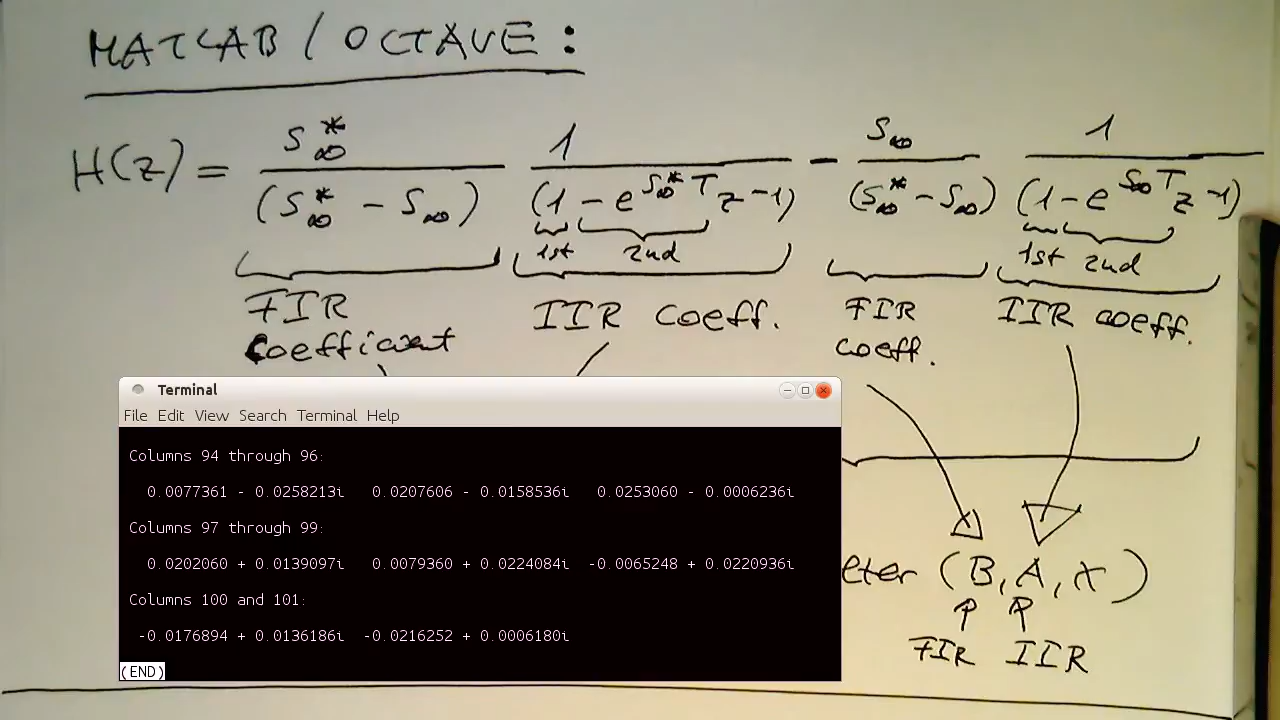 MATLAB / OCTAVE :
H(z) = s∞* / (s∞* - s∞) 1 / (1 - e^{s∞* T} z^{-1}) - s∞ / (s∞* - s∞) 1 / (1 - e^{s∞ T} z^{-1})
1st 2nd 1st 2nd
FIR coefficient IIR coeff. FIR coeff. IIR coeff.
Terminal
File Edit View Search Terminal Help
Columns 94 through 96:
0.0077361 - 0.0258213i 0.0207606 - 0.0158536i 0.0253060 - 0.0006236i
Columns 97 through 99:
0.0202060 + 0.0139097i 0.0079360 + 0.0224084i -0.0065248 + 0.0220936i
Columns 100 and 101:
-0.0176894 + 0.0136186i -0.0216252 + 0.0006180i
(END)
lter (B, A, x)
FIR IIR